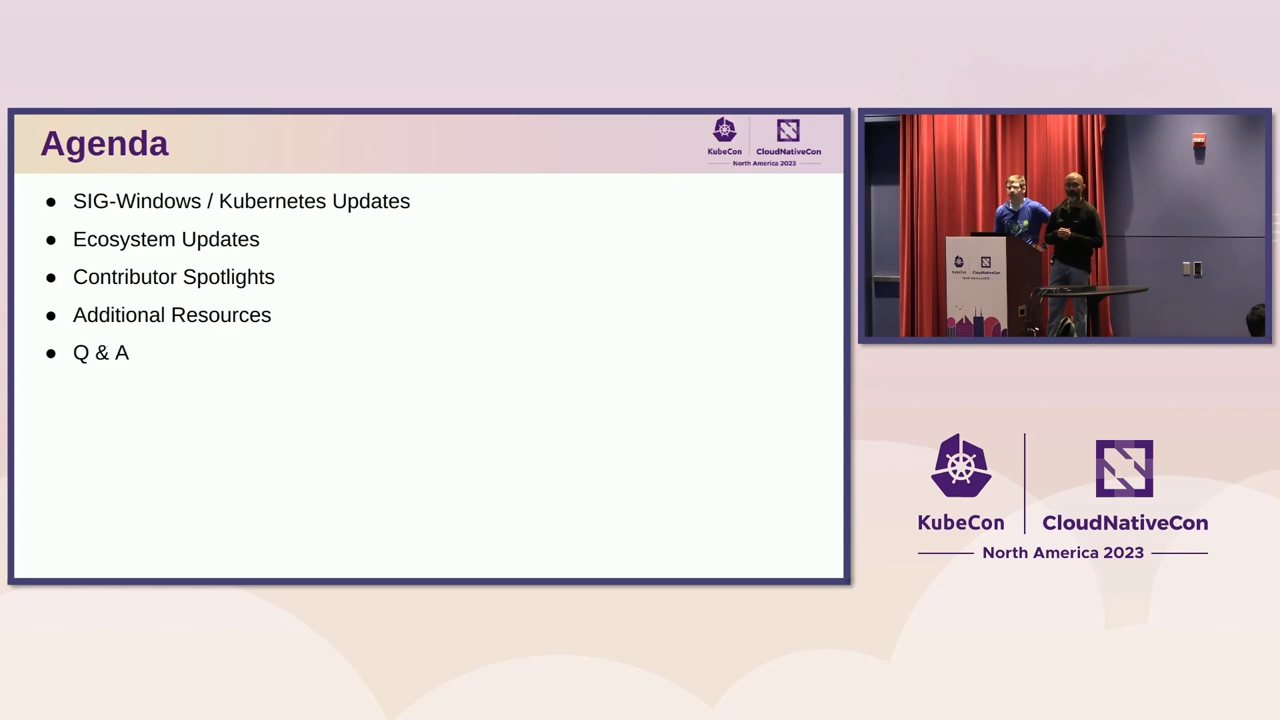 Agenda
KubeCon
CloudNativeCon
North America 2023
● SIG-Windows / Kubernetes Updates
● Ecosystem Updates
● Contributor Spotlights
● Additional Resources
● Q & A
KubeCon
CloudNativeCon
North America 2023